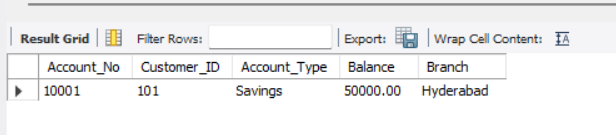 Result Grid Filter Rows: Export: Wrap Cell Content:
Account_No Customer_ID Account_Type Balance Branch
10001 101 Savings 50000.00 Hyderabad